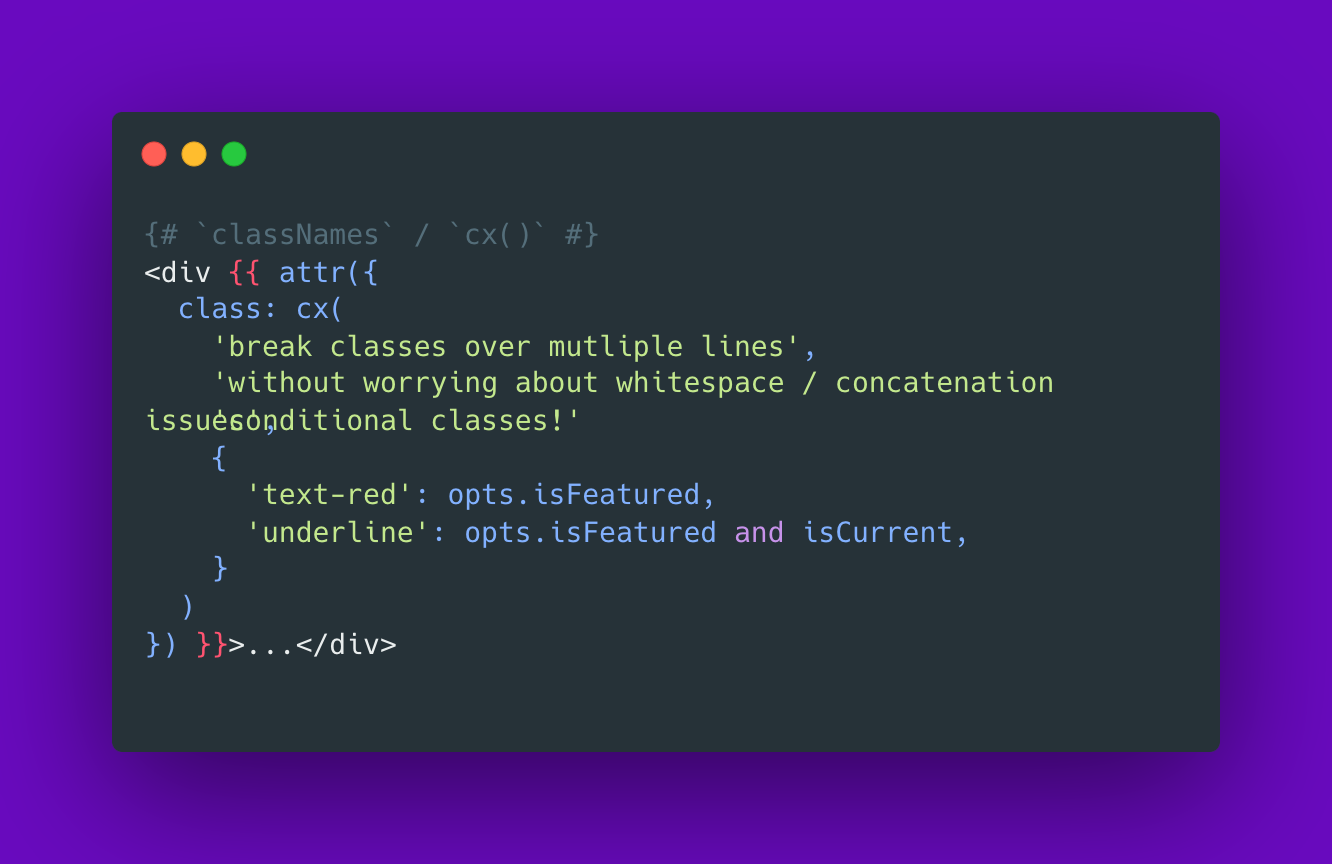 {# `classNames` / `cx()` #}
<div {{ attr({
  class: cx(
    'break classes over mutliple lines',
    'without worrying about whitespace / concatenation
issues',
    'conditional classes!'
    {
      'text-red': opts.isFeatured,
      'underline': opts.isFeatured and isCurrent,
    }
  )
}) }}>...</div>